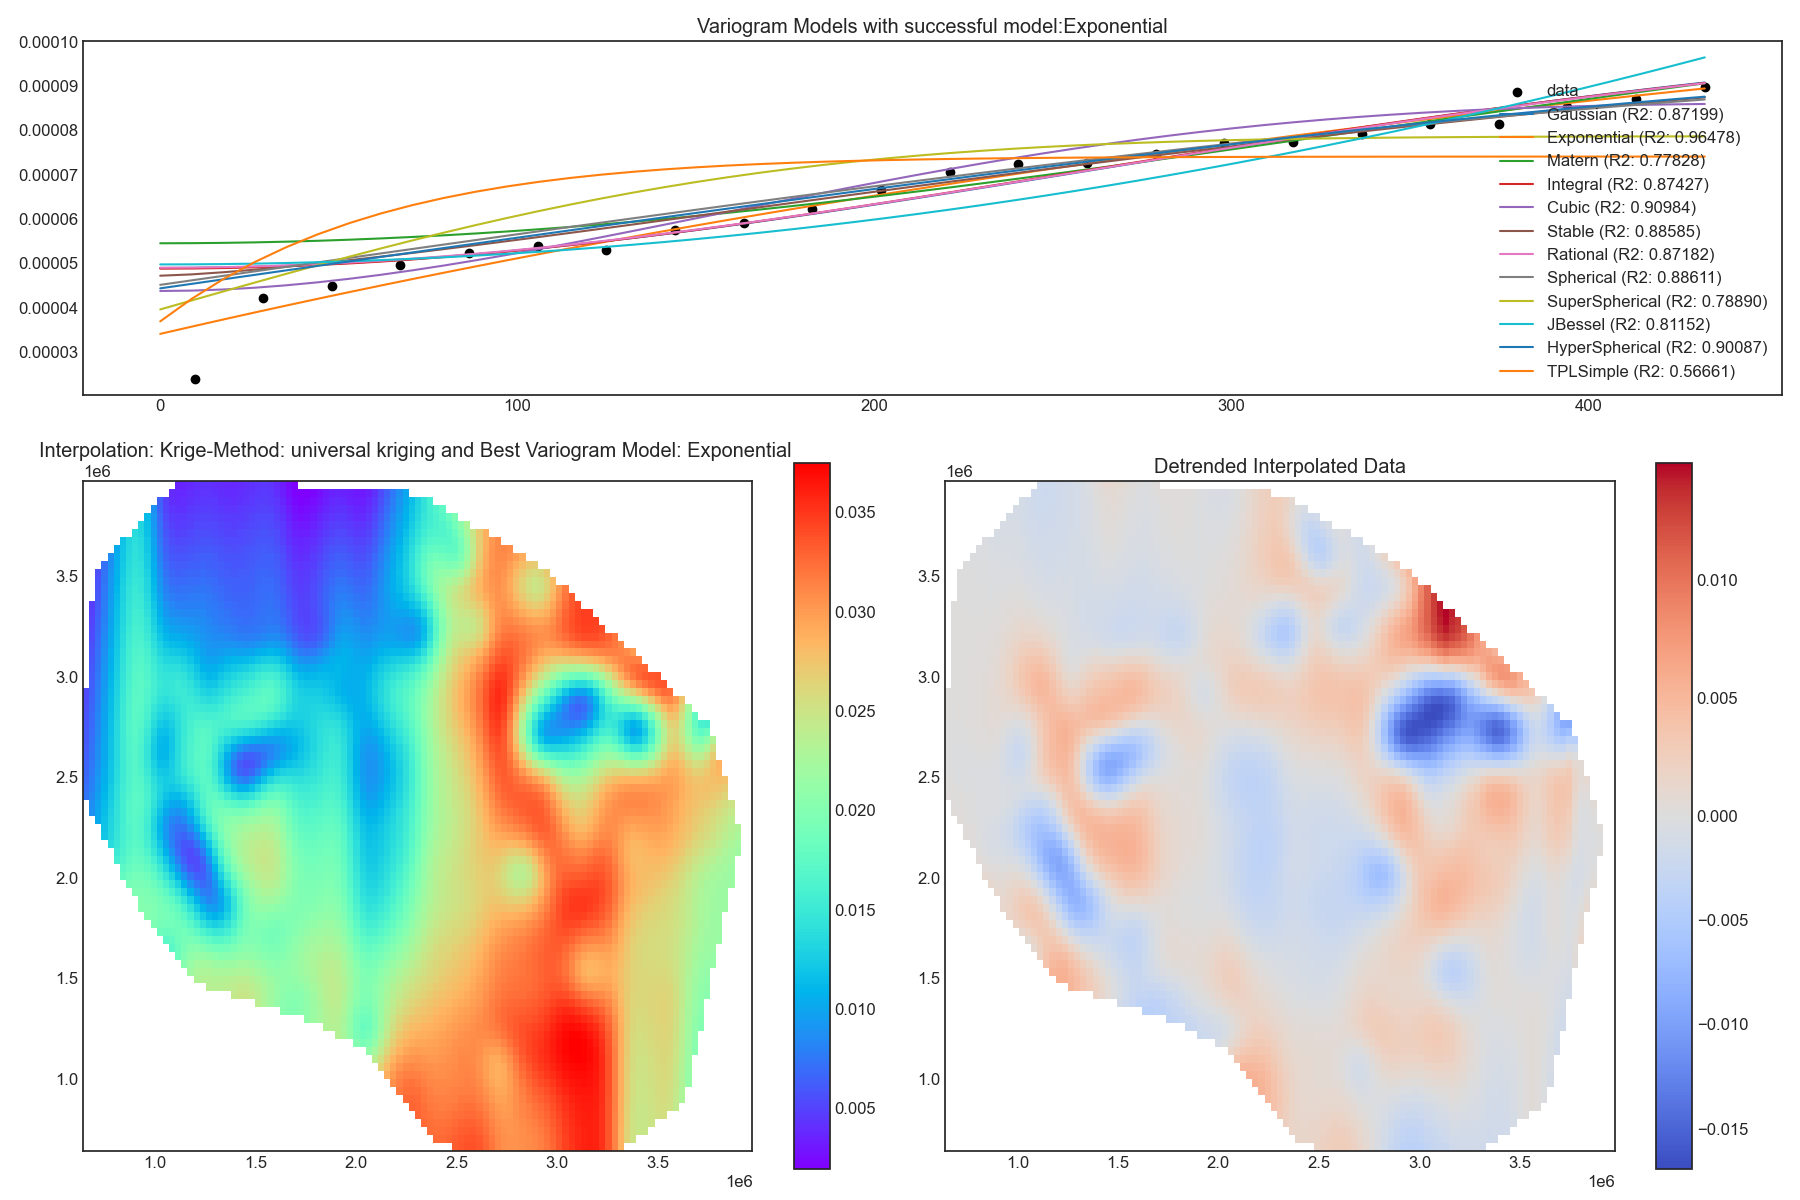 Variogram Models with successful model:Exponential
0.00010
0.00009
0.00008
0.00007
0.00006
0.00005
0.00004
0.00003
0 100 200 300 400
data
Gaussian (R2: 0.87199)
Exponential (R2: 0.96478)
Matern (R2: 0.77828)
Integral (R2: 0.87427)
Cubic (R2: 0.90984)
Stable (R2: 0.88585)
Rational (R2: 0.87182)
Spherical (R2: 0.88611)
SuperSpherical (R2: 0.78890)
JBessel (R2: 0.81152)
HyperSpherical (R2: 0.90087)
TPLSimple (R2: 0.56661)
Interpolation: Krige-Method: universal kriging and Best Variogram Model: Exponential
1e6
3.5
3.0
2.5
2.0
1.5
1.0
1.0 1.5 2.0 2.5 3.0 3.5
1e6
0.035
0.030
0.025
0.020
0.015
0.010
0.005
Detrended Interpolated Data
1e6
3.5
3.0
2.5
2.0
1.5
1.0
1.0 1.5 2.0 2.5 3.0 3.5
1e6
0.010
0.005
0.000
−0.005
−0.010
−0.015